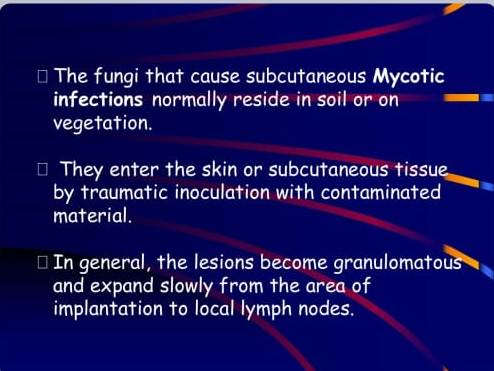 The fungi that cause subcutaneous Mycotic
infections normally reside in soil or on
vegetation.
They enter the skin or subcutaneous tissue
by traumatic inoculation with contaminated
material.
In general, the lesions become granulomatous
and expand slowly from the area of
implantation to local lymph nodes.